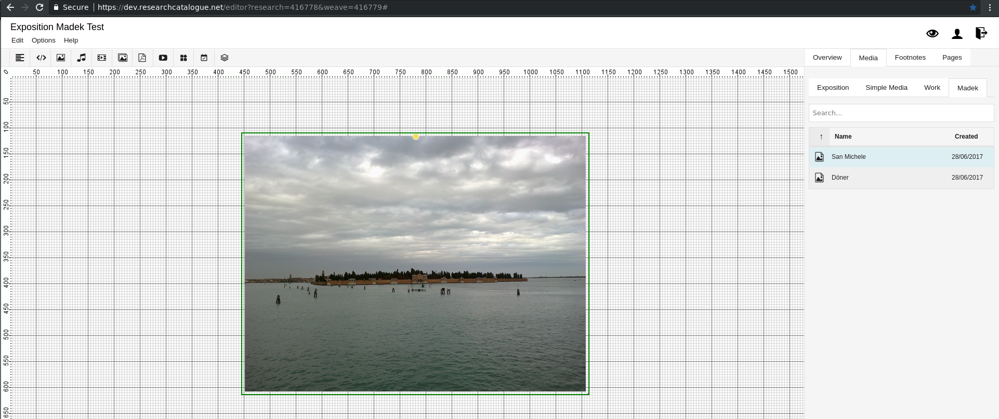 Secure https://dev.researchcatalogue.net/editor?research=416778&weave=416779#
Exposition Madek Test
Edit Options Help
Overview Media Footnotes Pages
0 50 100 150 200 250 300 350 400 450 500 550 600 650 700 750 800 850 900 950 1000 1050 1100 1150 1200 1250 1300 1350 1400 1450 1500
50
100
150
200
250
300
350
400
450
500
550
600
650
Exposition Simple Media Work Madek
Search...
↑ Name Created
San Michele 28/06/2017
Döner 28/06/2017